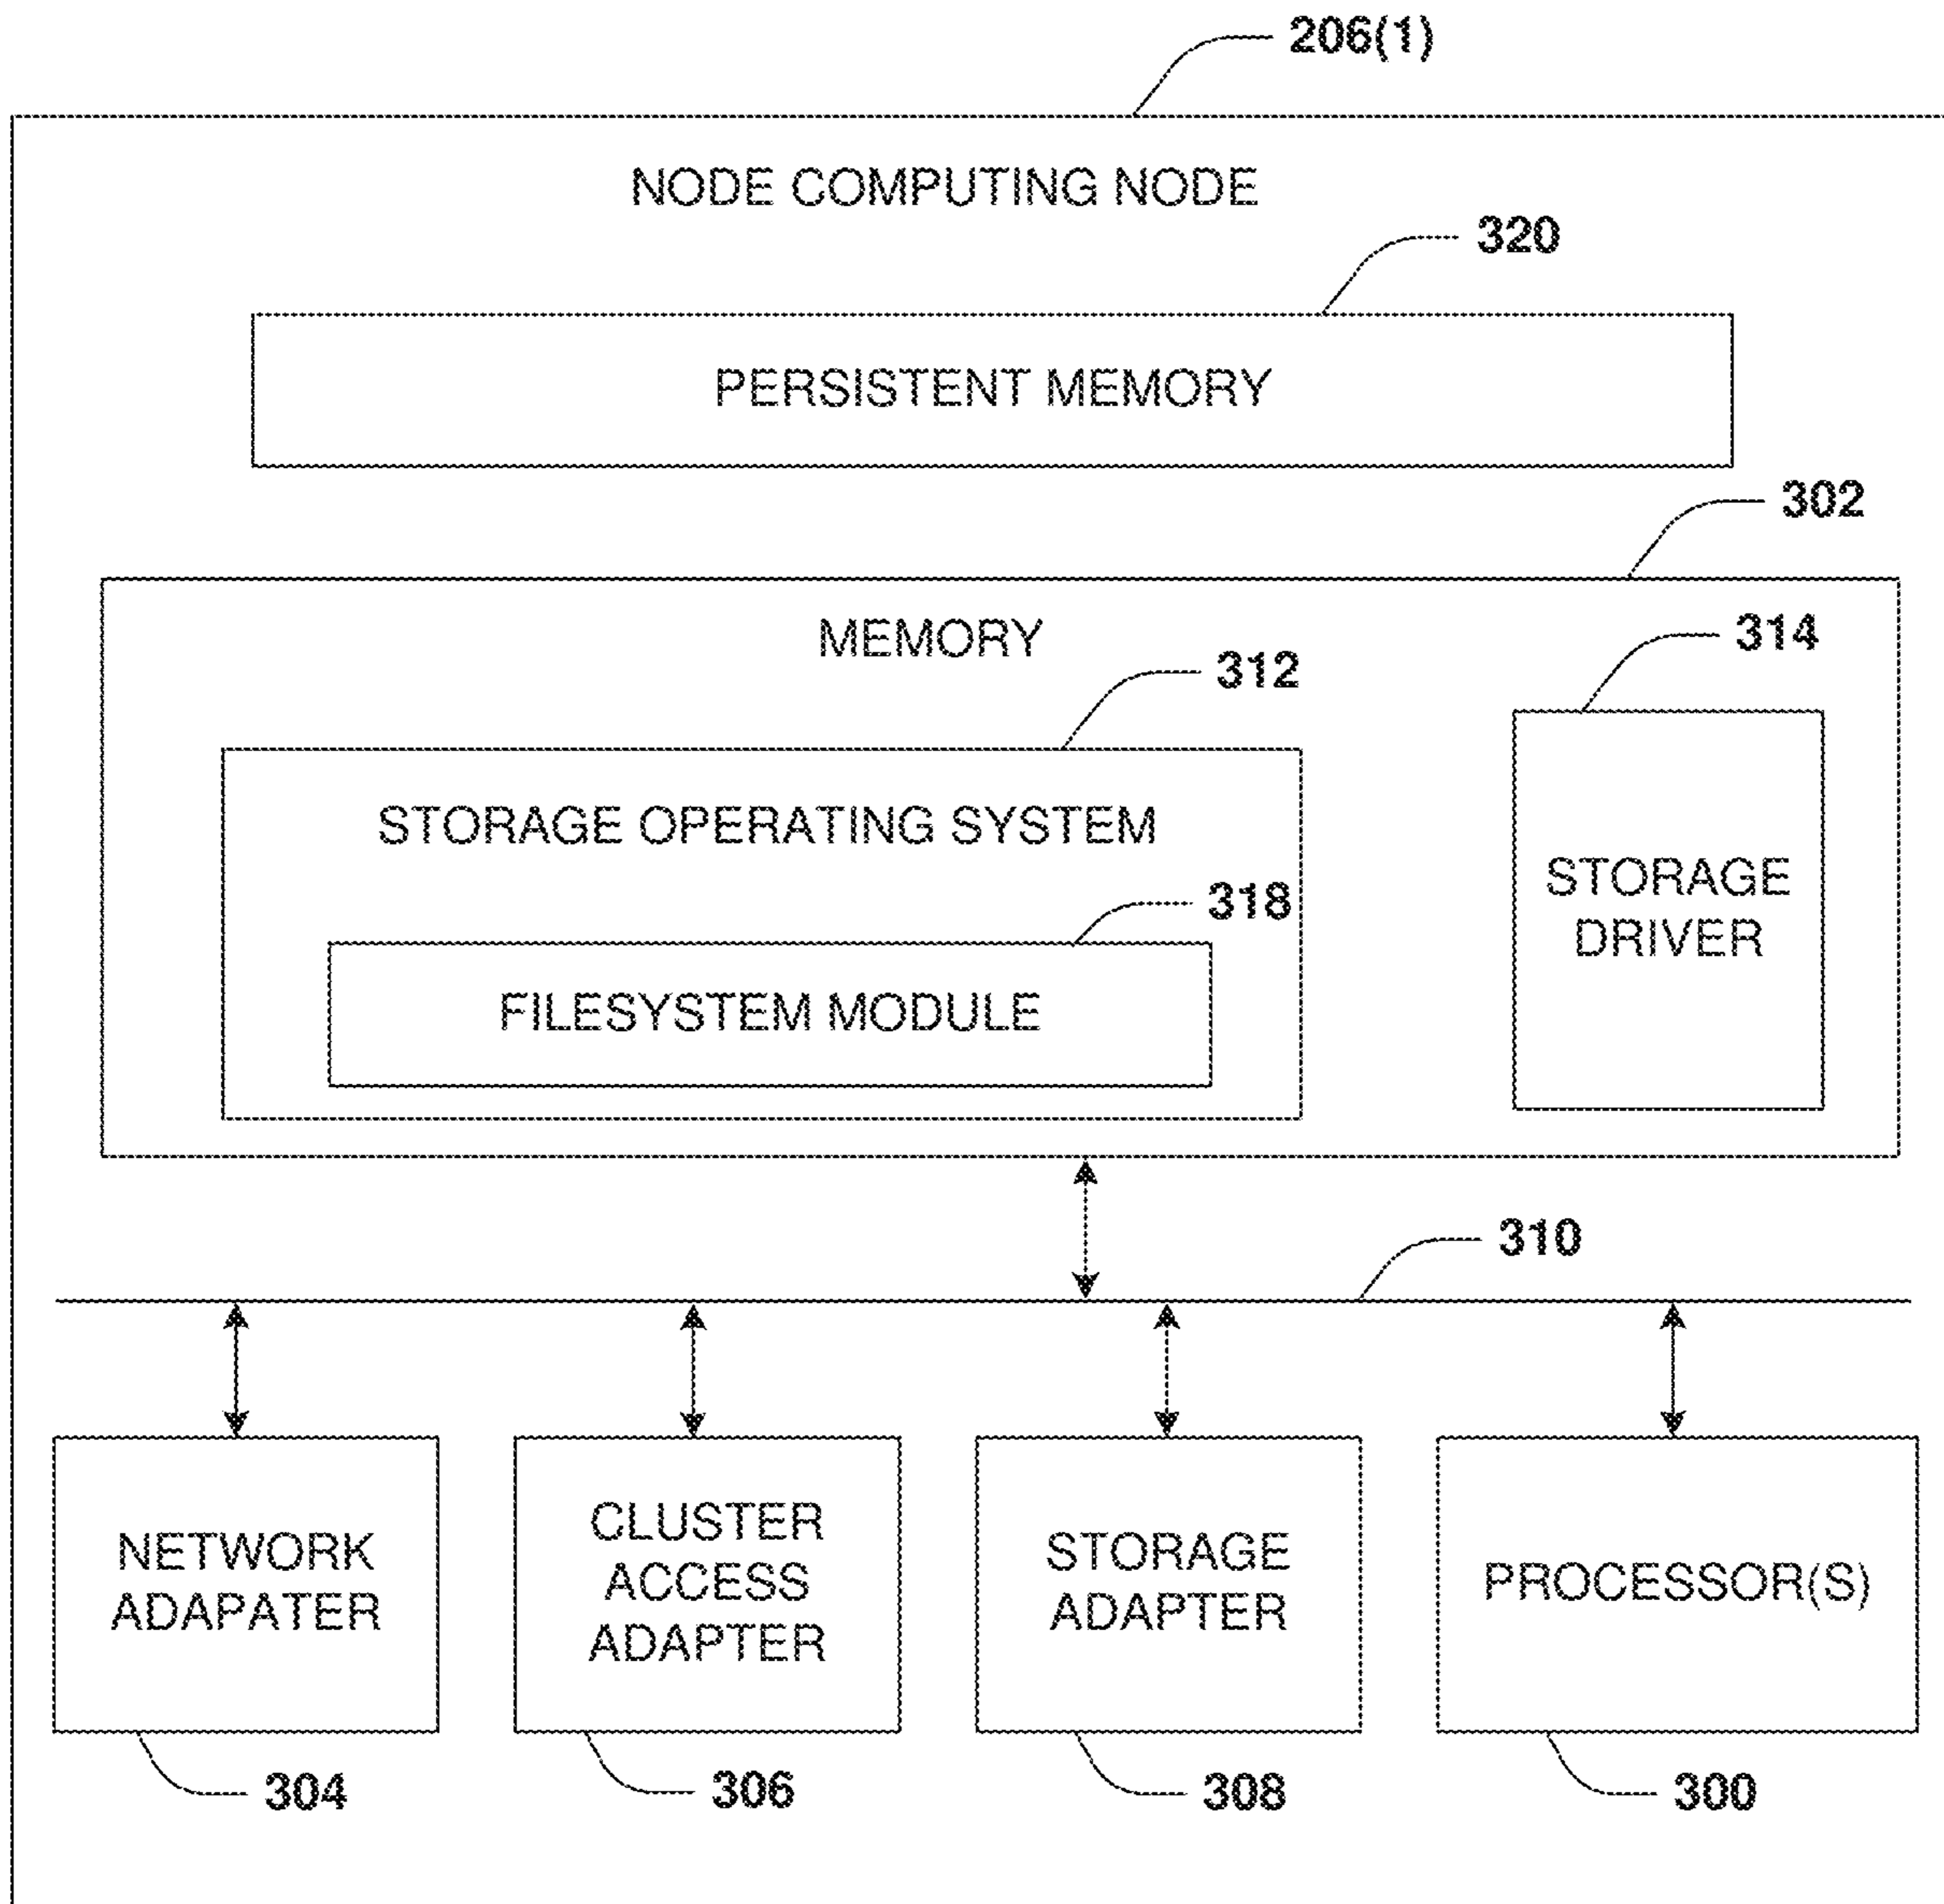 206(1)
NODE COMPUTING NODE
320
PERSISTENT MEMORY
302
MEMORY
314
312
STORAGE OPERATING SYSTEM
STORAGE
DRIVER
318
FILESYSTEM MODULE
310
NETWORK
ADAPATER
CLUSTER
ACCESS
ADAPTER
STORAGE
ADAPTER
PROCESSOR(S)
304
306
308
300